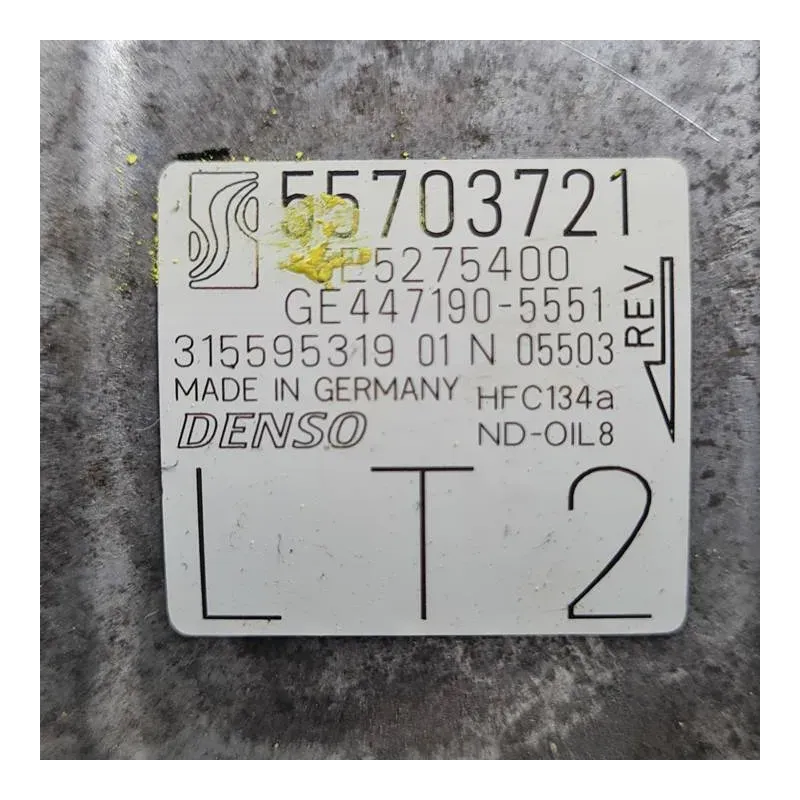 55703721
E5275400
GE447190-5551
315595319 01 N 05503
REV
MADE IN GERMANY
HFC134a
DENSO
ND-OIL8
LT2